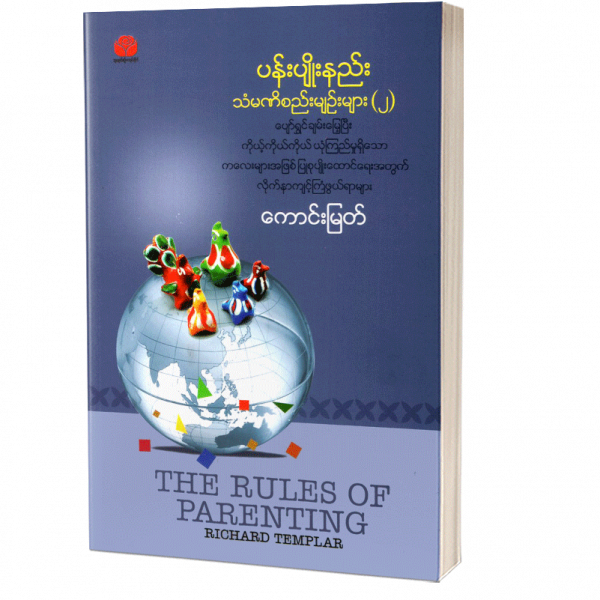 ပန်းပျိုးနည်း
သံမဏိစည်းမျဉ်းများ (၂)
ပျော်ရွှင်ချမ်းမြေ့ပြီး
ကိုယ့်ကိုယ်ကိုယ် ယုံကြည်မှုရှိသော
ကလေးများအဖြစ် ပြုစုပျိုးထောင်ရေးအတွက်
လိုက်နာကျင့်ကြံဖွယ်ရာများ
ကောင်းမြတ်
THE RULES OF
PARENTING
RICHARD TEMPLAR